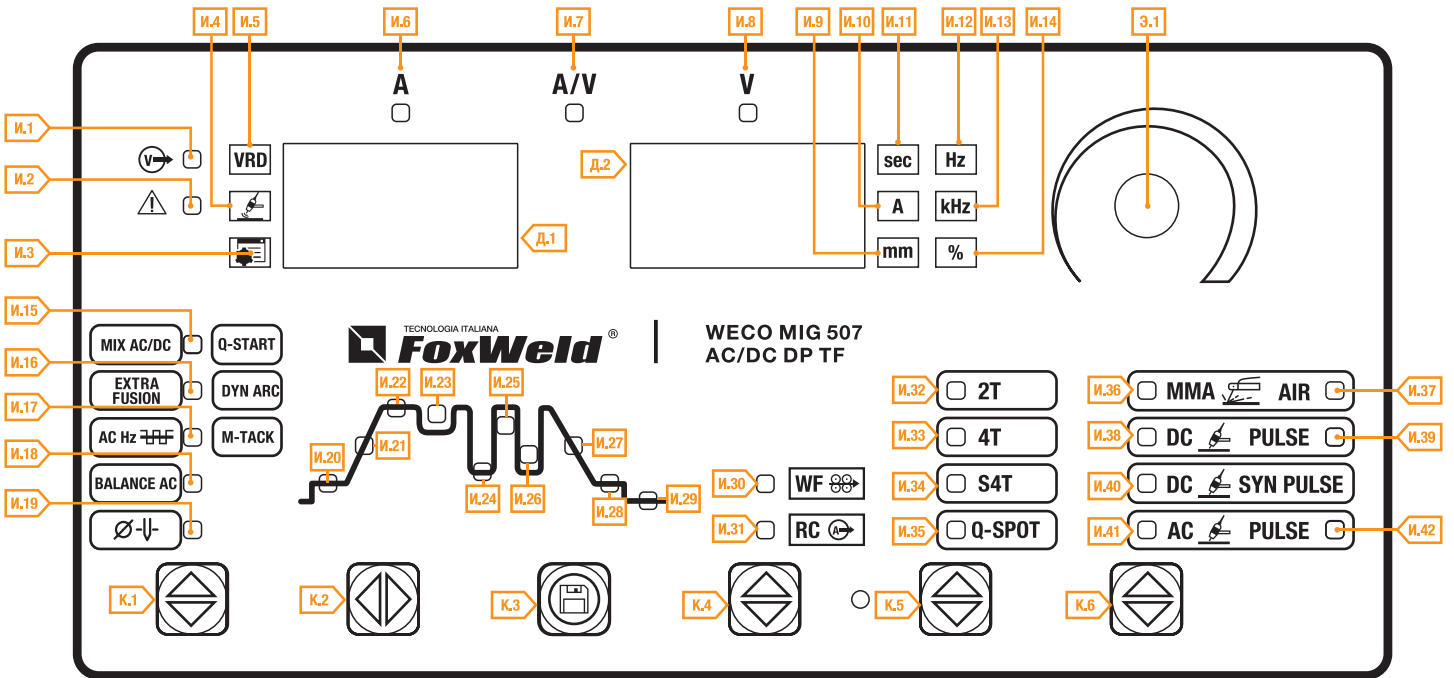 И.4 И.5 И.6 И.7 И.8 И.9 И.10 И.11 И.12 И.13 И.14 Э.1
A A/V V
И.1
V VRD sec Hz
И.2
Д.2
A kHz
И.3
Д.1
mm %
И.15
MIX AC/DC Q-START
TECNOLOGIA ITALIANA
FoxWeld ®
WECO MIG 507
AC/DC DP TF
И.16
EXTRA
FUSION
DYN ARC
И.22 И.23 И.25
И.32 2T
И.36 MMA AIR И.37
И.17
AC Hz M-TACK
И.21 И.27
И.33 4T
И.38 DC PULSE И.39
И.18
BALANCE AC
И.20 И.24 И.26 И.28 И.29
И.30 WF
И.34 S4T
И.40 DC SYN PULSE
И.19
Ø
И.31 RC A
И.35 Q-SPOT
И.41 AC PULSE И.42
К.1 К.2 К.3 К.4 К.5 К.6